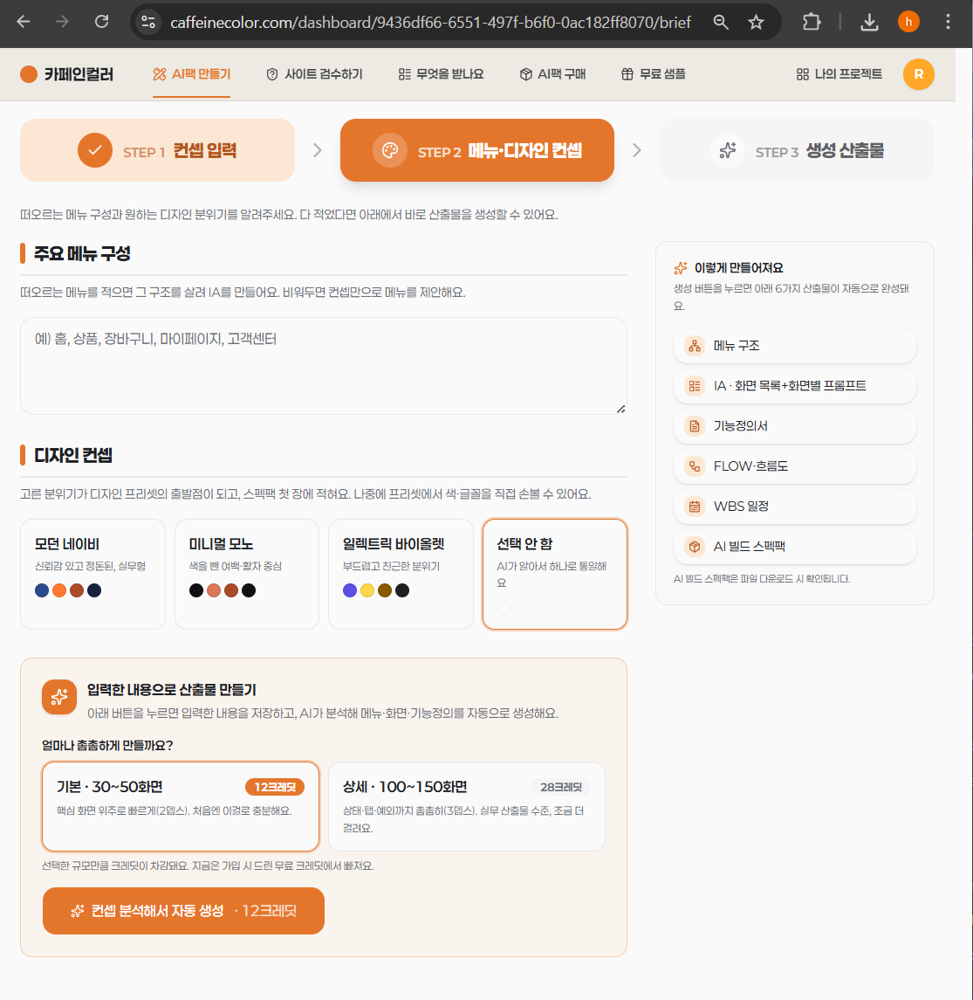 caffeinecolor.com/dashboard/9436df66-6551-497f-b6f0-0ac182ff8070/brief
h
카페인컬러
AI팩 만들기
사이트 검수하기
무엇을 받나요
AI팩 구매
무료 샘플
나의 프로젝트
R
STEP 1 컨셉 입력
STEP 2 메뉴·디자인 컨셉
STEP 3 생성 산출물
떠오르는 메뉴 구성과 원하는 디자인 분위기를 알려주세요. 다 적었다면 아래에서 바로 산출물을 생성할 수 있어요.
주요 메뉴 구성
떠오르는 메뉴를 적으면 그 구조를 살려 IA를 만들어요. 비워두면 컨셉만으로 메뉴를 제안해요.
예) 홈, 상품, 장바구니, 마이페이지, 고객센터
디자인 컨셉
고른 분위기가 디자인 프리셋의 출발점이 되고, 스펙팩 첫 장에 적혀요. 나중에 프리셋에서 색·글꼴을 직접 손볼 수 있어요.
모던 네이비
신뢰감 있고 정돈된, 실무형
미니멀 모노
색을 뺀 여백·활자 중심
일렉트릭 바이올렛
부드럽고 친근한 분위기
선택 안 함
AI가 알아서 하나로 통일해
요
입력한 내용으로 산출물 만들기
아래 버튼을 누르면 입력한 내용을 저장하고, AI가 분석해 메뉴·화면·기능정의를 자동으로 생성해요.
얼마나 촘촘하게 만들까요?
기본 · 30~50화면
12크레딧
핵심 화면 위주로 빠르게(2뎁스). 처음엔 이걸로 충분해요.
상세 · 100~150화면
28크레딧
상태·탭·예외까지 촘촘히(3뎁스). 실무 산출물 수준, 조금 더
걸려요.
선택한 규모만큼 크레딧이 차감돼요. 지금은 가입 시 드린 무료 크레딧에서 빠져요.
컨셉 분석해서 자동 생성 · 12크레딧
이렇게 만들어져요
생성 버튼을 누르면 아래 6가지 산출물이 자동으로 완성돼
요.
메뉴 구조
IA · 화면 목록+화면별 프롬프트
기능정의서
FLOW·흐름도
WBS 일정
AI 빌드 스펙팩
AI 빌드 스펙팩은 파일 다운로드 시 확인됩니다.